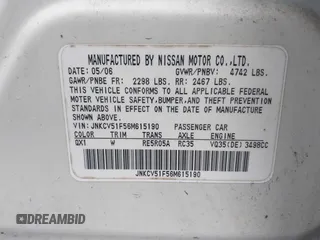 MANUFACTURED BY NISSAN MOTOR CO.,LTD.
DATE: 05/06 GVWR/PNBV: 4742 LBS.
GAWR/PNBE FR: 2298 LBS. RR: 2467 LBS.
THIS VEHICLE CONFORMS TO ALL APPLICABLE FEDERAL
MOTOR VEHICLE SAFETY,BUMPER,AND THEFT PREVENTION
STANDARDS IN EFFECT ON THE DATE OF MANUFACTURE
SHOWN ABOVE.
VIN: JNKCV51F56M615190 PASSENGER CAR
COLOR TRIM TRANS AXLE ENGINE
QX1 W RE5R05A RC35 VQ35(DE) 3498CC
JNKCV51F56M615190
DREAMBID